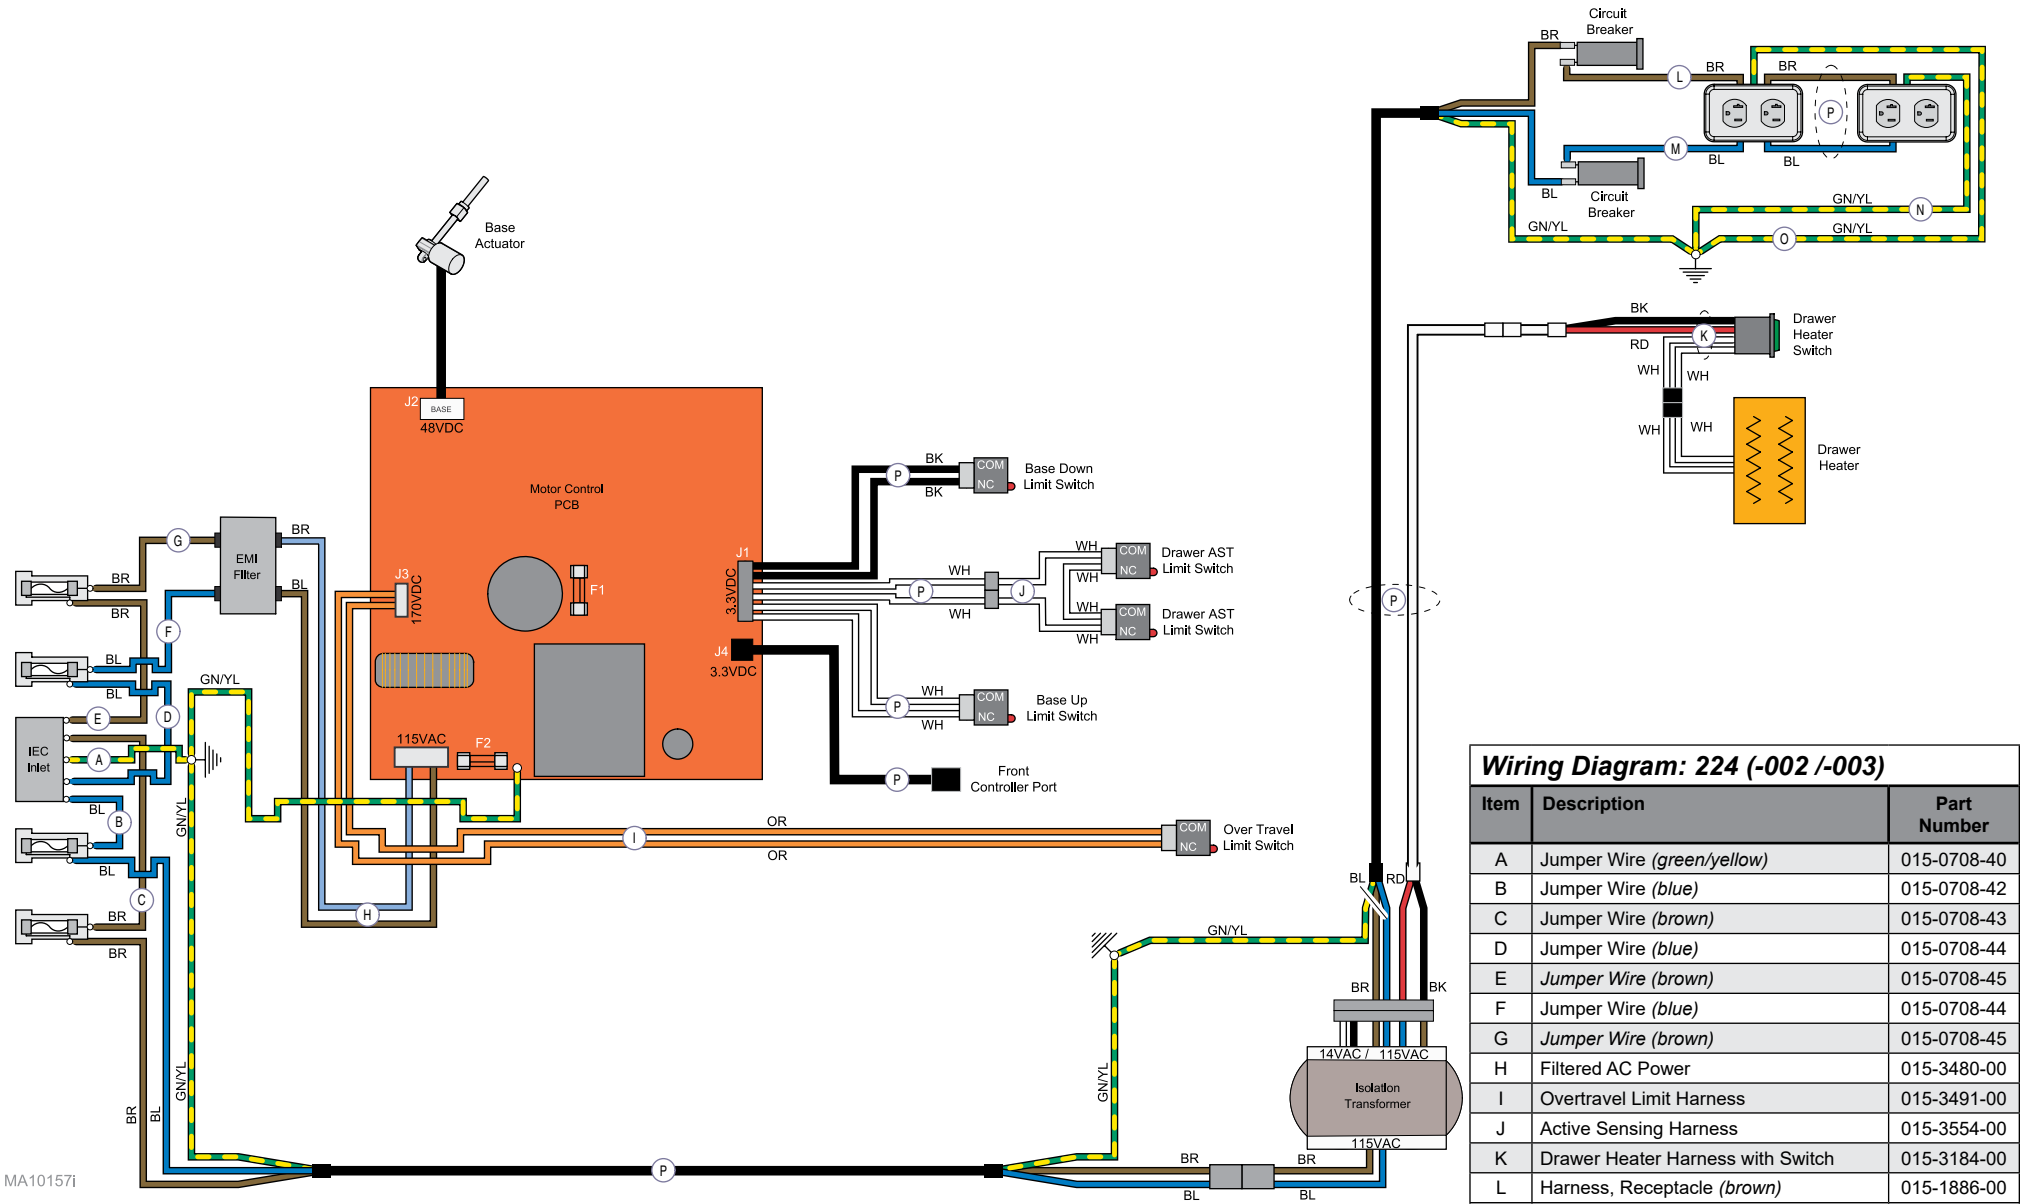 Circuit
Breaker
BR
L
BR
BR
P
M
BL
BL
BL
Circuit
Breaker
GN/YL
N
GN/YL
O
GN/YL
Base
Actuator
BK
RD
K
Drawer
Heater
Switch
WH
WH
WH
WH
Drawer
Heater
J2
BASE
48VDC
Motor Control
PCB
J3
170VDC
F1
J1
3.3VDC
J4
3.3VDC
115VAC
F2
BK
P
BK
COM
NC
Base Down
Limit Switch
WH
P
WH
J
WH
WH
COM
NC
Drawer AST
Limit Switch
WH
WH
COM
NC
Drawer AST
Limit Switch
WH
P
WH
COM
NC
Base Up
Limit Switch
P
Front
Controller Port
OR
I
OR
COM
NC
Over Travel
Limit Switch
G
EMI
Filter
BR
BL
BR
BR
F
BL
BL
GN/YL
E
D
IEC
Inlet
A
BL
B
GN/YL
BL
C
BR
BR
H
BR
BL
GN/YL
P
P
BL
RD
GN/YL
GN/YL
BR
BK
14VAC / 115VAC
Isolation
Transformer
115VAC
BR
BR
BL
BL
MA10157i
Wiring Diagram: 224 (-002 /-003)
Item Description Part Number
A Jumper Wire (green/yellow) 015-0708-40
B Jumper Wire (blue) 015-0708-42
C Jumper Wire (brown) 015-0708-43
D Jumper Wire (blue) 015-0708-44
E Jumper Wire (brown) 015-0708-45
F Jumper Wire (blue) 015-0708-44
G Jumper Wire (brown) 015-0708-45
H Filtered AC Power 015-3480-00
I Overtravel Limit Harness 015-3491-00
J Active Sensing Harness 015-3554-00
K Drawer Heater Harness with Switch 015-3184-00
L Harness, Receptacle (brown) 015-1886-00